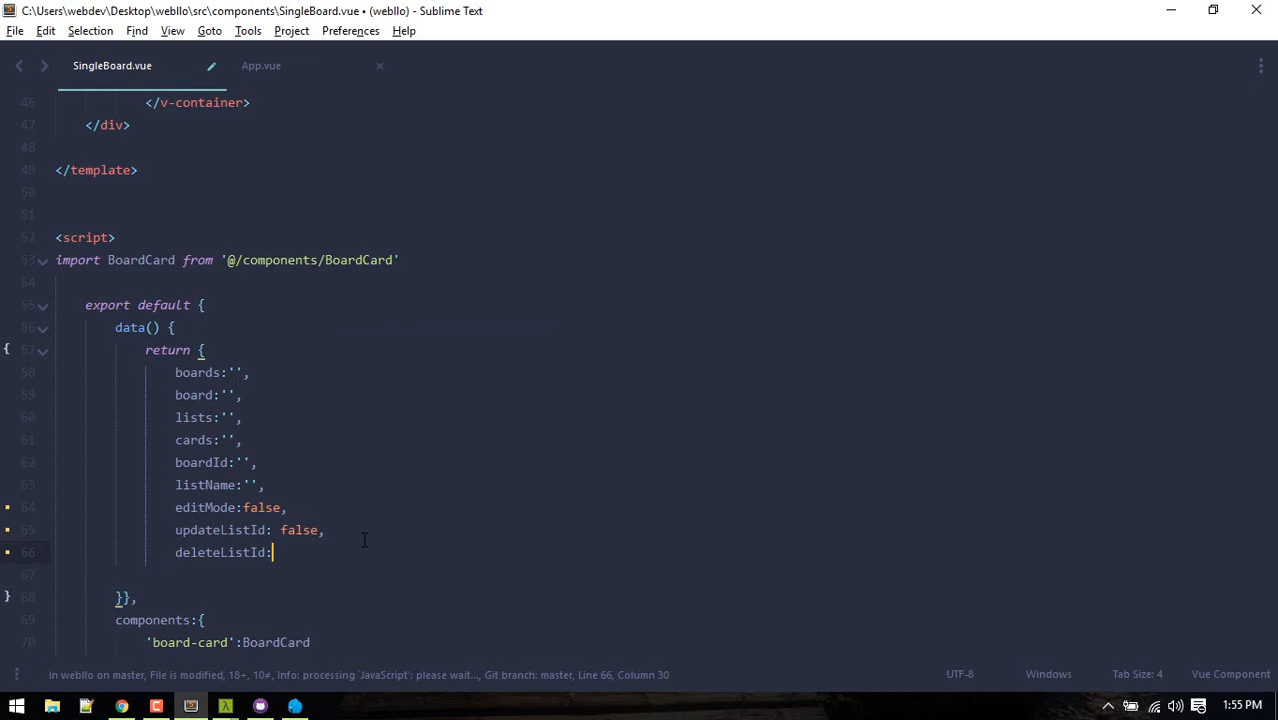 C:\Users\webdev\Desktop\webllo\src\components\SingleBoard.vue • (webllo) - Sublime Text
File Edit Selection Find View Goto Tools Project Preferences Help
SingleBoard.vue App.vue
46 </v-container>
47 </div>
48
49 </template>
50
51
52 <script>
53 import BoardCard from '@/components/BoardCard'
54
55 export default {
56 data() {
57 return {
58 boards:'',
59 board:'',
60 lists:'',
61 cards:'',
62 boardId:'',
63 listName:'',
64 editMode:false,
65 updateListId: false,
66 deleteListId:
67
68 }},
69 components:{
70 'board-card':BoardCard
In webllo on master, File is modified, 18+, 10≠, Info: processing `JavaScript`: please wait…, Git branch: master, Line 66, Column 30 UTF-8 Windows Tab Size: 4 Vue Component
1:55 PM